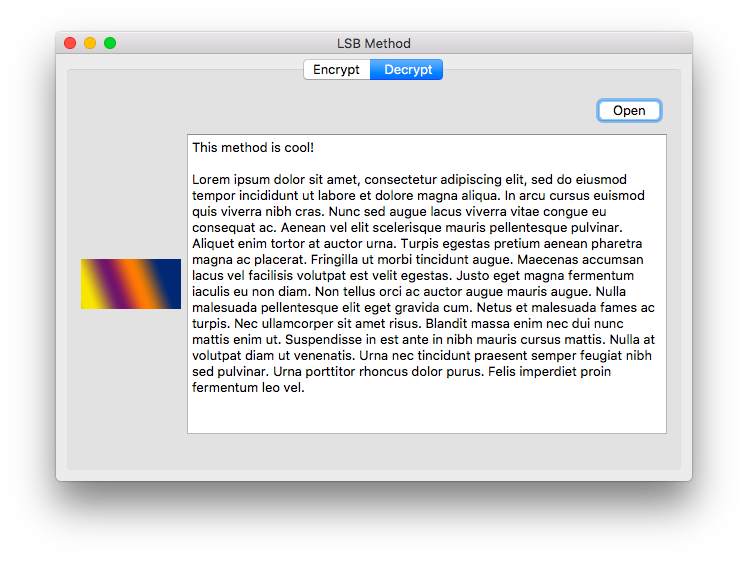 LSB Method
Encrypt
Decrypt
Open
This method is cool!
Lorem ipsum dolor sit amet, consectetur adipiscing elit, sed do eiusmod
tempor incididunt ut labore et dolore magna aliqua. In arcu cursus euismod
quis viverra nibh cras. Nunc sed augue lacus viverra vitae congue eu
consequat ac. Aenean vel elit scelerisque mauris pellentesque pulvinar.
Aliquet enim tortor at auctor urna. Turpis egestas pretium aenean pharetra
magna ac placerat. Fringilla ut morbi tincidunt augue. Maecenas accumsan
lacus vel facilisis volutpat est velit egestas. Justo eget magna fermentum
iaculis eu non diam. Non tellus orci ac auctor augue mauris augue. Nulla
malesuada pellentesque elit eget gravida cum. Netus et malesuada fames ac
turpis. Nec ullamcorper sit amet risus. Blandit massa enim nec dui nunc
mattis enim ut. Suspendisse in est ante in nibh mauris cursus mattis. Nulla at
volutpat diam ut venenatis. Urna nec tincidunt praesent semper feugiat nibh
sed pulvinar. Urna porttitor rhoncus dolor purus. Felis imperdiet proin
fermentum leo vel.